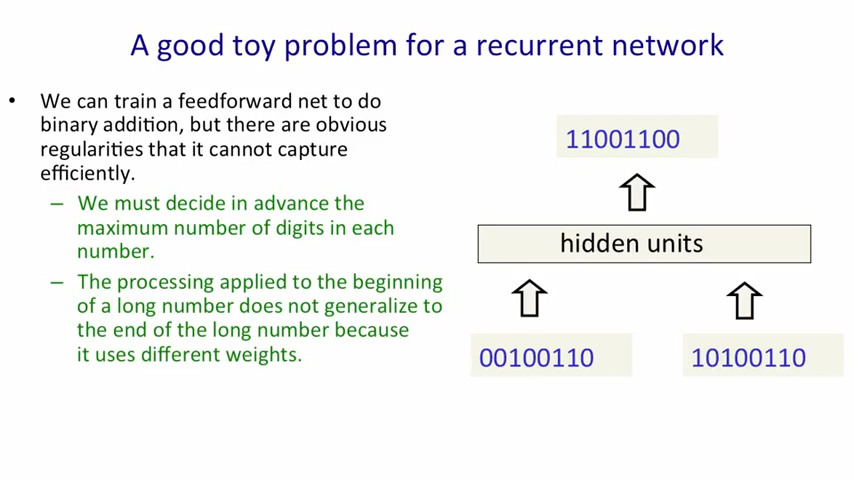 A good toy problem for a recurrent network
• We can train a feedforward net to do
binary addition, but there are obvious
regularities that it cannot capture
efficiently.
– We must decide in advance the
maximum number of digits in each
number.
– The processing applied to the beginning
of a long number does not generalize to
the end of the long number because
it uses different weights.
11001100
hidden units
00100110 10100110